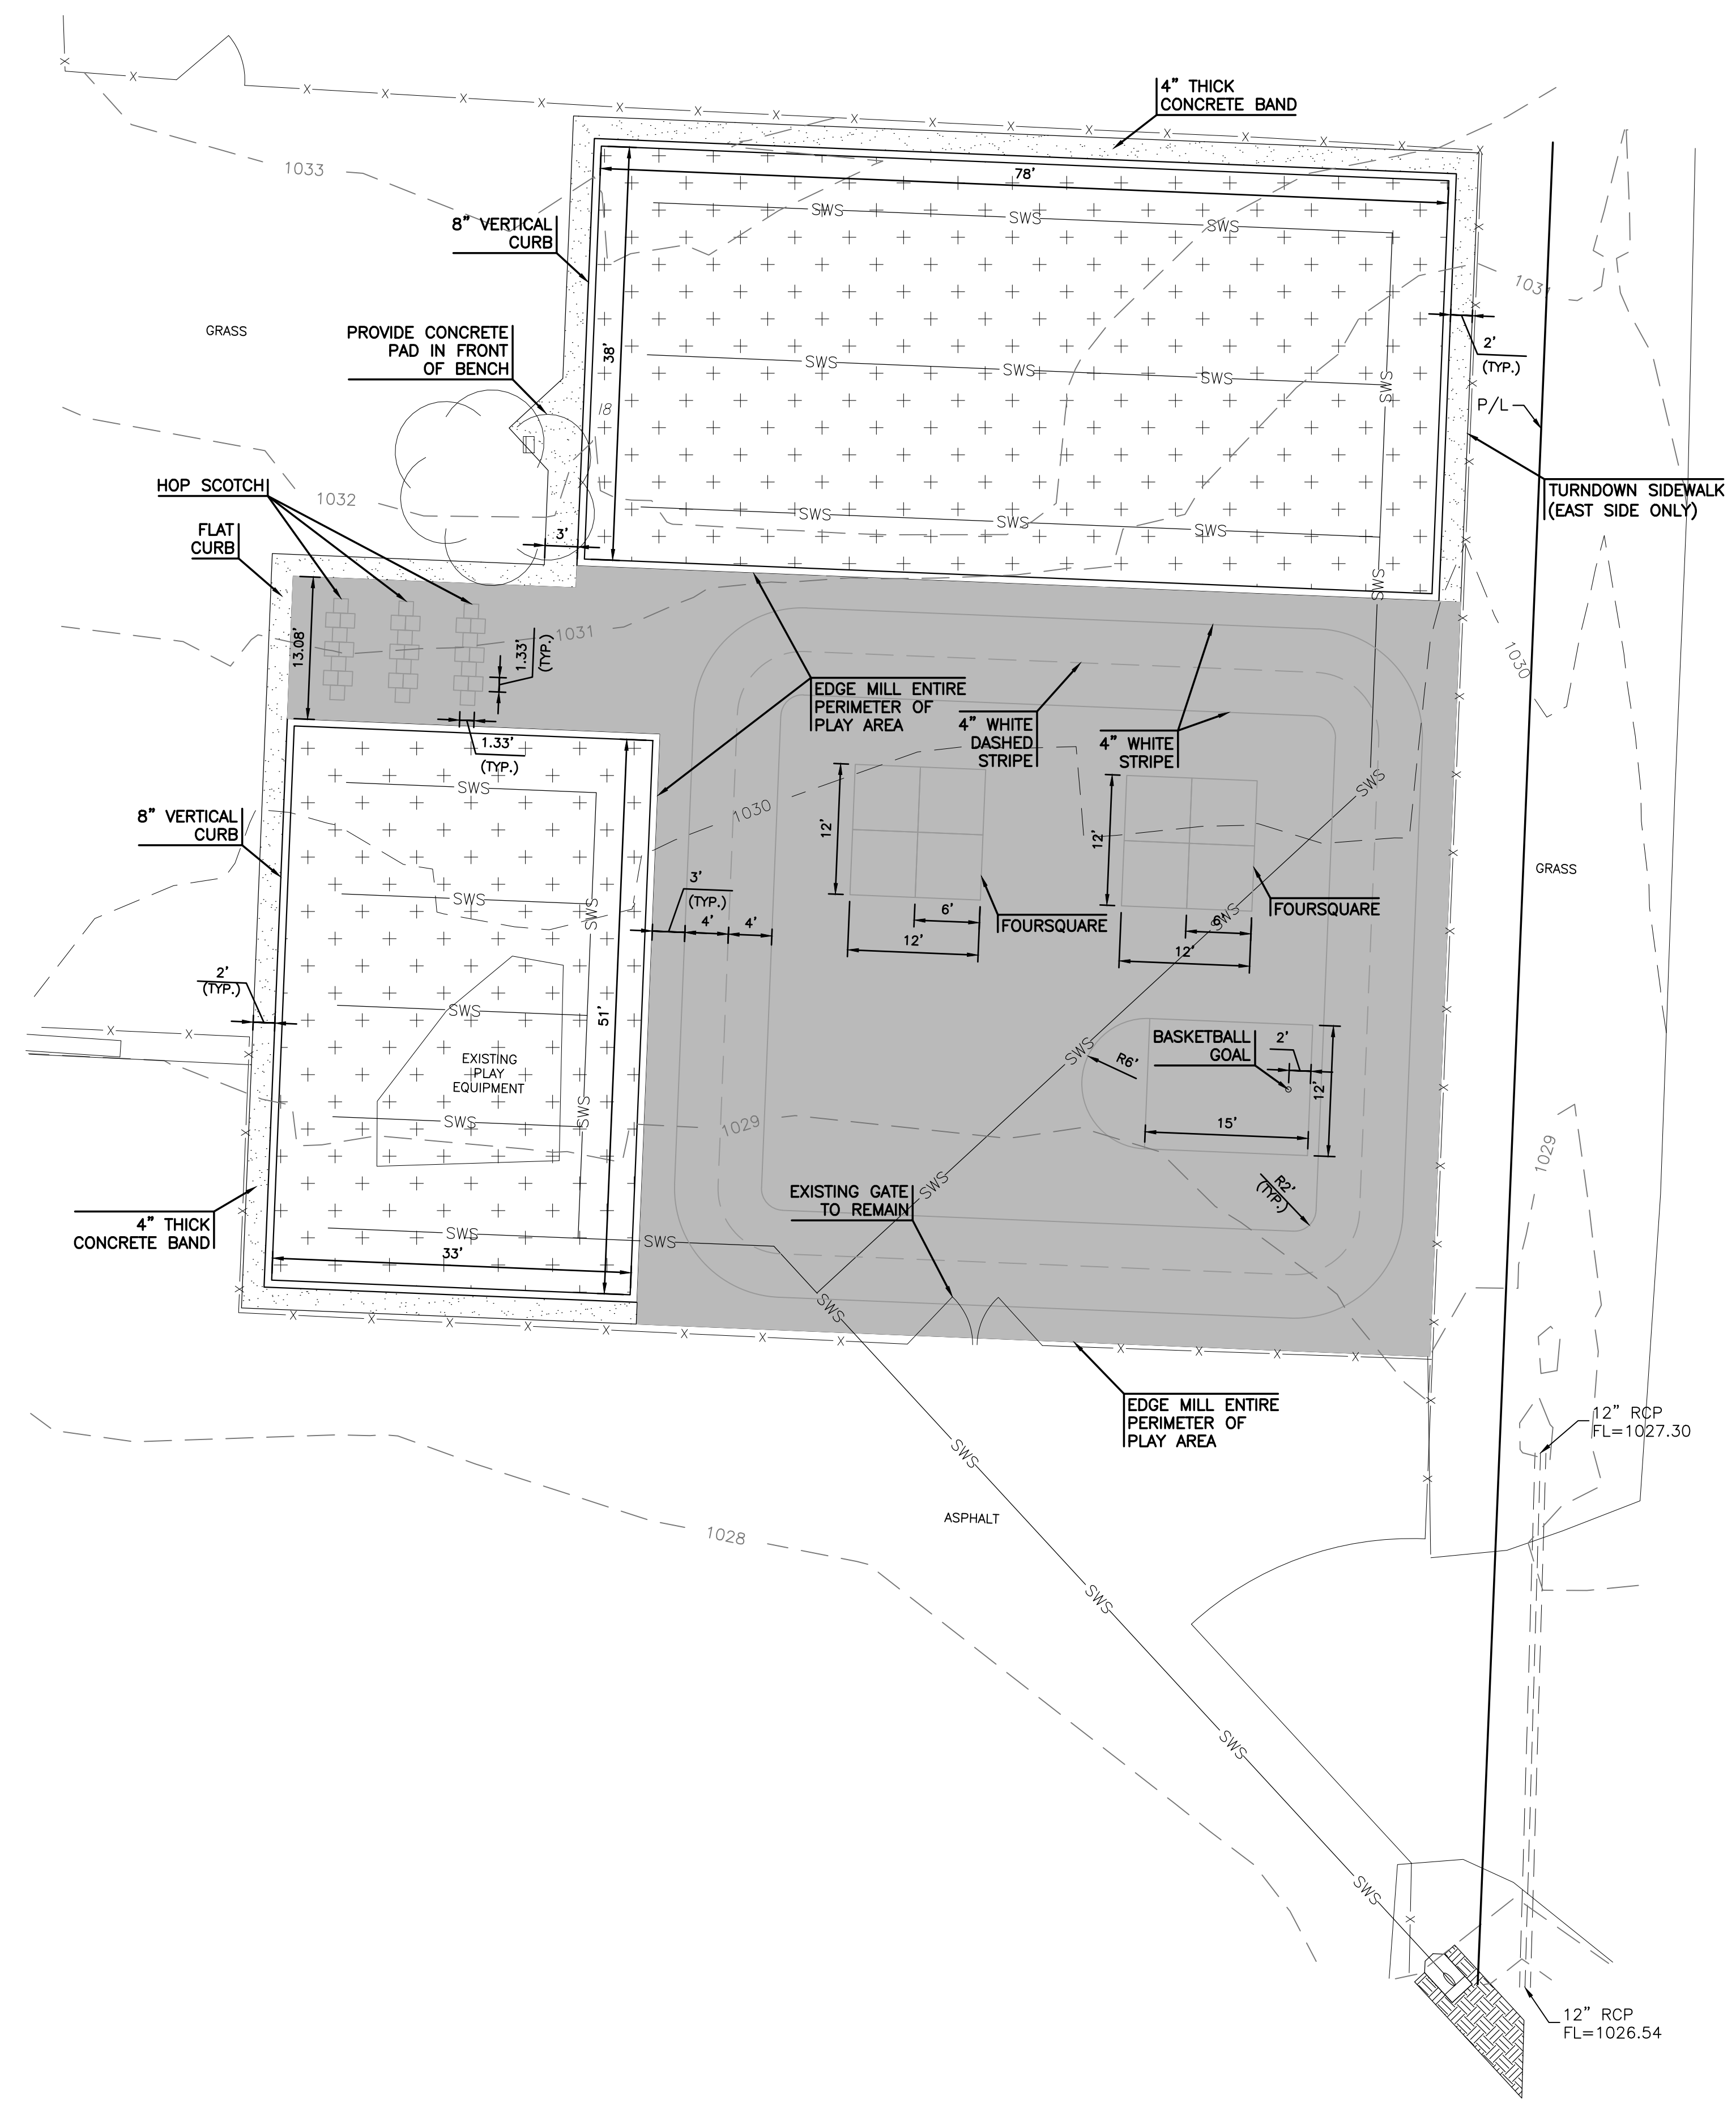 4" THICK
CONCRETE BAND
1033
78'
SWS
SWS
SWS
8" VERTICAL
CURB
1031
GRASS
PROVIDE CONCRETE
PAD IN FRONT
OF BENCH
38'
2'
(TYP.)
SWS
SWS
SWS
SWS
P/L
18
HOP SCOTCH
1032
TURNDOWN SIDEWALK
(EAST SIDE ONLY)
SWS
SWS
SWS
FLAT
CURB
3'
SWS
13.08'
1031
1.33'
(TYP.)
1030
EDGE MILL ENTIRE
PERIMETER OF
PLAY AREA
4" WHITE
DASHED
STRIPE
4" WHITE
STRIPE
1.33'
(TYP.)
SWS
SWS
8" VERTICAL
CURB
1030
12'
12'
GRASS
3'
(TYP.)
SWS
SWS
4'
4'
6'
FOURSQUARE
12'
SWS
6'
12'
FOURSQUARE
2'
(TYP.)
SWS
51'
EXISTING
PLAY
EQUIPMENT
SWS
R6'
BASKETBALL
GOAL
2'
12'
SWS
SWS
1029
15'
1029
EXISTING GATE
TO REMAIN
SWS
R2'
(TYP.)
4" THICK
CONCRETE BAND
SWS
33'
SWS
SWS
EDGE MILL ENTIRE
PERIMETER OF
PLAY AREA
12" RCP
FL=1027.30
SWS
1028
ASPHALT
SWS
SWS
SWS
12" RCP
FL=1026.54